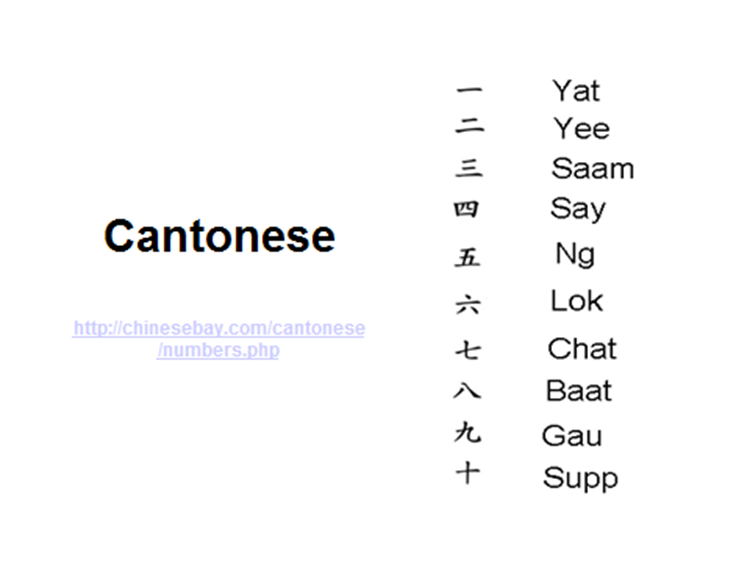 Cantonese
http://chinesebay.com/cantonese
/numbers.php
一 Yat
二 Yee
三 Saam
四 Say
五 Ng
六 Lok
七 Chat
八 Baat
九 Gau
十 Supp